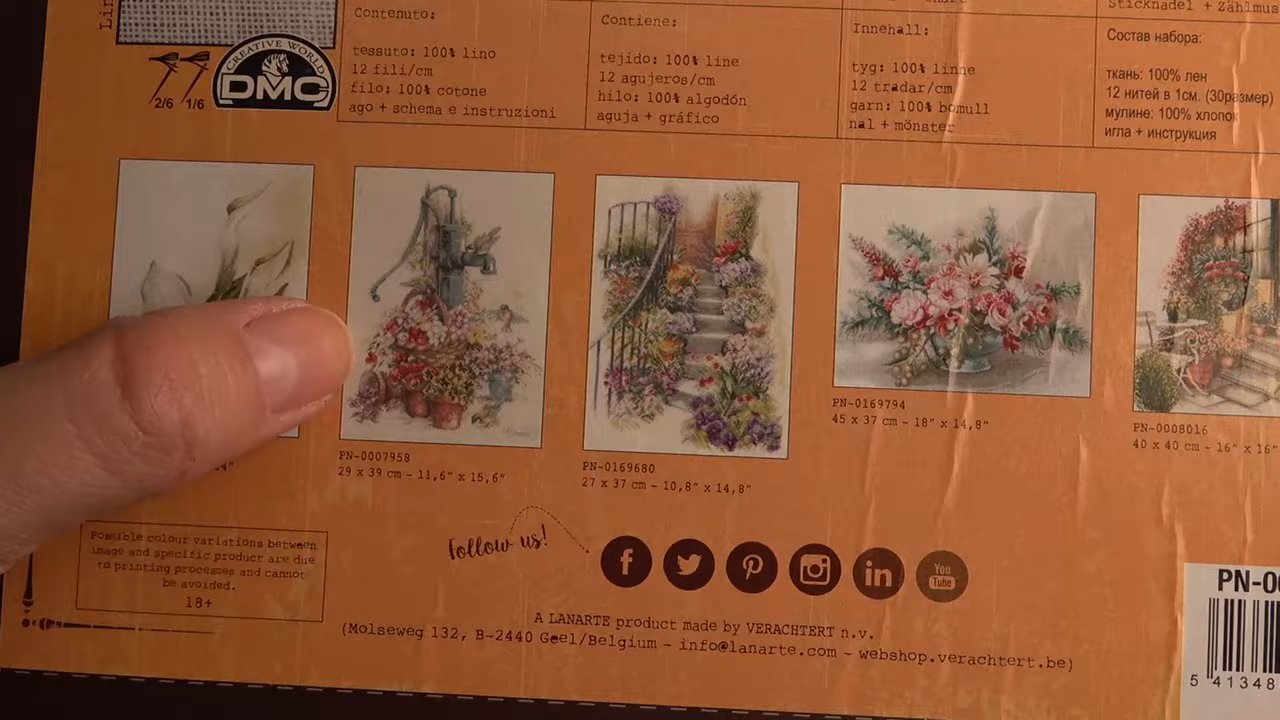 Contenuto:
tessuto: 100% lino
12 fili/cm
filo: 100% cotone
ago + schema e instruzioni
Contiene:
tejido: 100% line
12 agujeros/cm
hilo: 100% algodón
aguja + gráfico
Innehall:
tyg: 100% linne
12 tradar/cm
garn: 100% bomull
nal + mönster
Sticknadel + Zählmus
Состав набора:
ткань: 100% лен
12 нитей в 1см. (30размер)
мулине: 100% хлопок
игла + инструкция
2/6 1/6
CREATIVE WORLD
DMC
PN-0007958
29 x 39 cm - 11,6" x 15,6"
PN-0169680
27 x 37 cm - 10,8" x 14,8"
PN-0169794
45 x 37 cm - 18" x 14,8"
PN-0008016
40 x 40 cm - 16" x 16"
Follow us!
You
Tube
Possible colour variations between
image and specific product are due
to printing processes and cannot
be avoided.
18+
A LANARTE product made by VERACHTERT n.v.
(Molseweg 132, B-2440 Geel/Belgium - info@lanarte.com - webshop.verachtert.be)
PN-00
5 41348